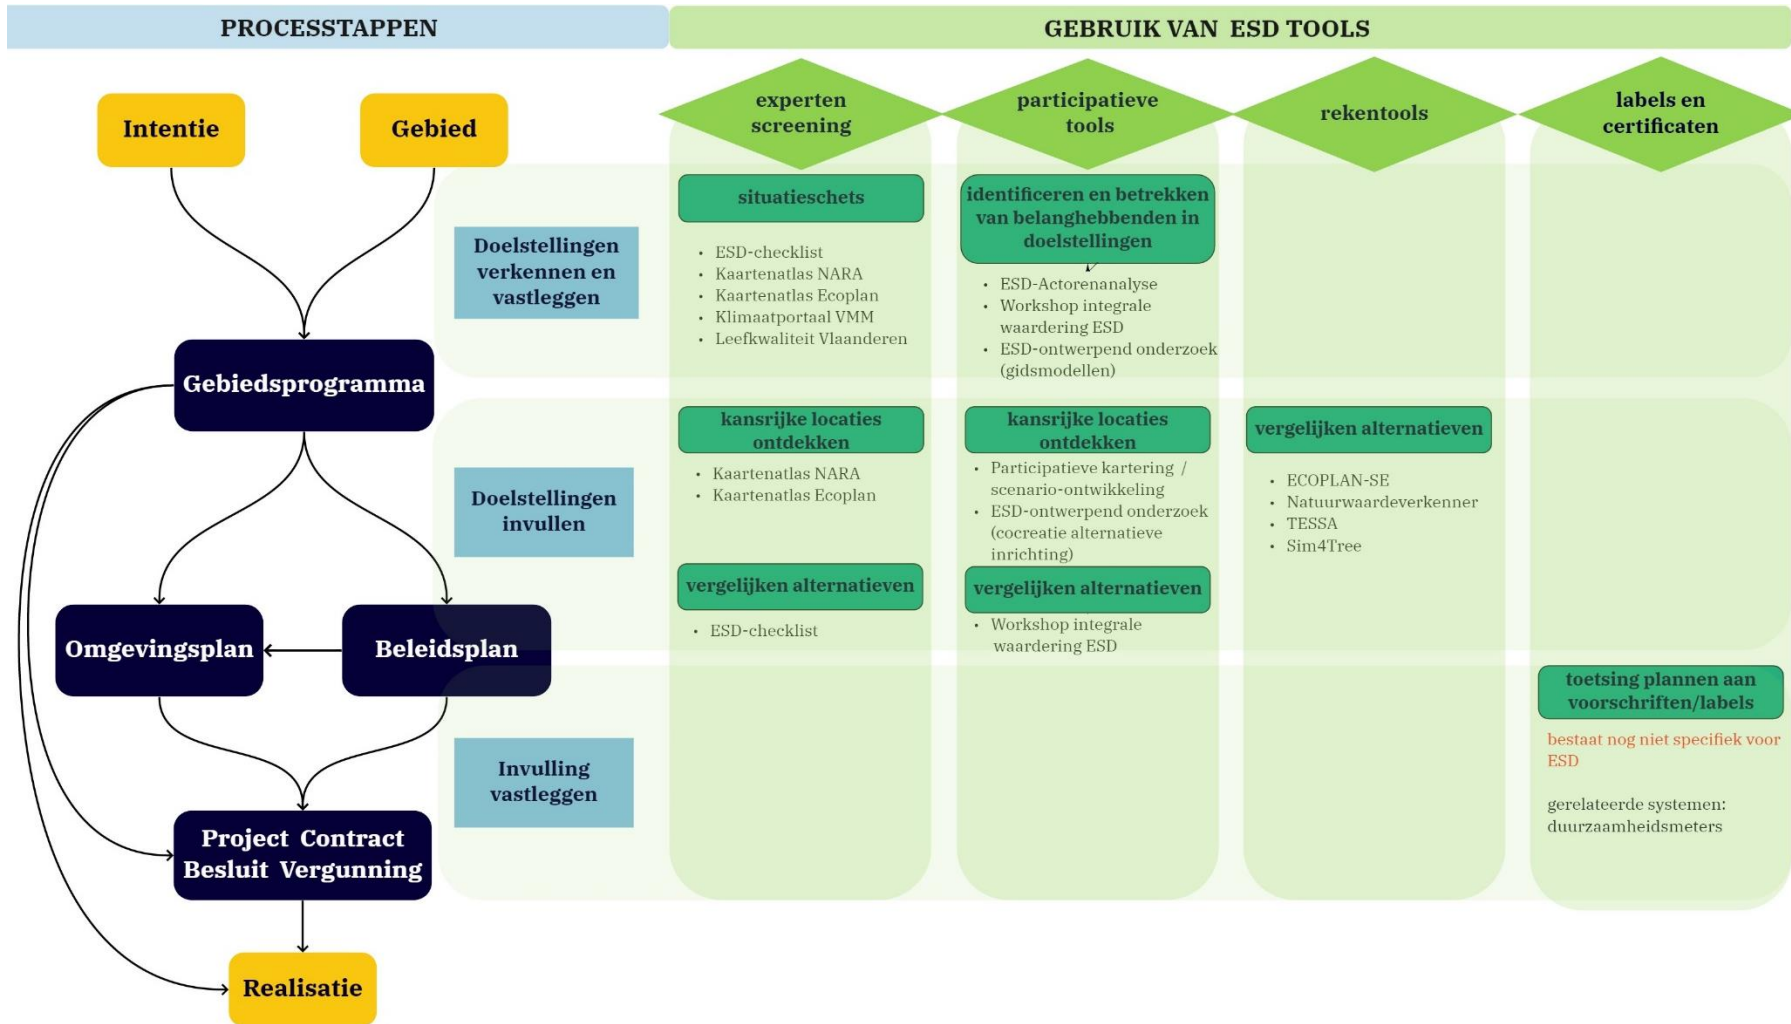 PROCESSTAPPEN
GEBRUIK VAN ESD TOOLS
Intentie
Gebied
Gebiedsprogramma
Omgevingsplan
Beleidsplan
Project Contract
Besluit Vergunning
Realisatie
experten
screening
participatieve
tools
rekentools
labels en
certificaten
Doelstellingen
verkennen en
vastleggen
situatieschets
• ESD-checklist
• Kaartenatlas NARA
• Kaartenatlas Ecoplan
• Klimaatportaal VMM
• Leefkwaliteit Vlaanderen
identificeren en betrekken
van belanghebbenden in
doelstellingen
• ESD-Actorenanalyse
• Workshop integrale
waardering ESD
• ESD-ontwerpend onderzoek
(gidsmodellen)
Doelstellingen
invullen
kansrijke locaties
ontdekken
• Kaartenatlas NARA
• Kaartenatlas Ecoplan
vergelijken alternatieven
• ESD-checklist
kansrijke locaties
ontdekken
• Participatieve kartering /
scenario-ontwikkeling
• ESD-ontwerpend onderzoek
(cocreatie alternatieve
inrichting)
vergelijken alternatieven
• Workshop integrale
waardering ESD
vergelijken alternatieven
• ECOPLAN-SE
• Natuurwaardeverkenner
• TESSA
• Sim4Tree
Invulling
vastleggen
toetsing plannen aan
voorschriften/labels
bestaat nog niet specifiek voor
ESD
gerelateerde systemen:
duurzaamheidsmeters